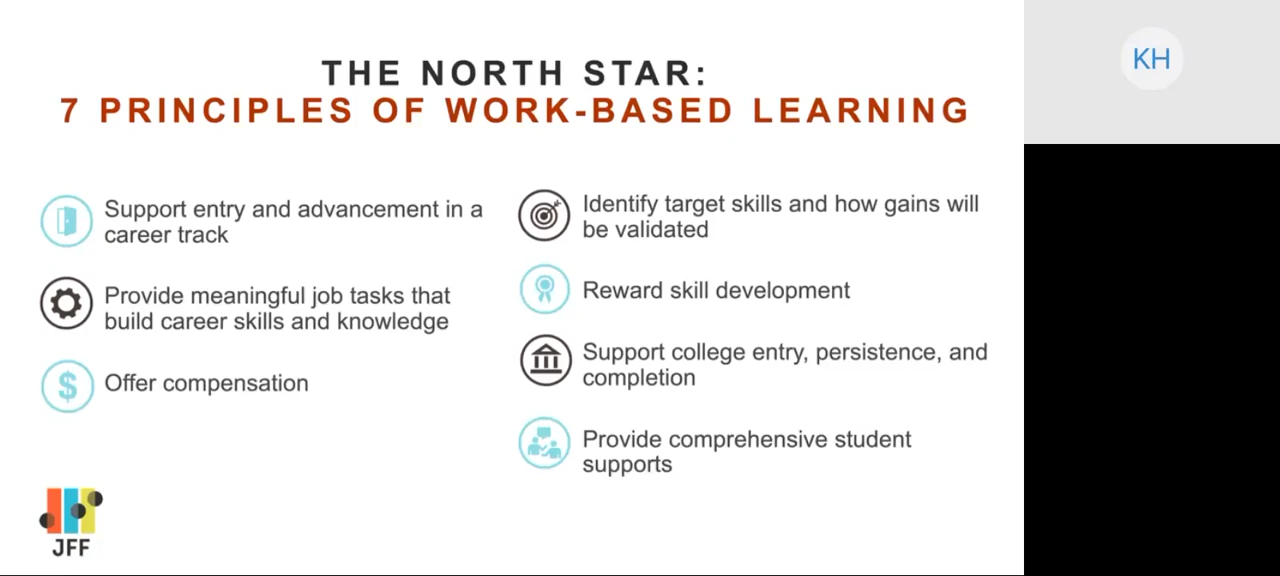 THE NORTH STAR:
7 PRINCIPLES OF WORK-BASED LEARNING
Support entry and advancement in a
career track
Provide meaningful job tasks that
build career skills and knowledge
$
Offer compensation
Identify target skills and how gains will
be validated
Reward skill development
Support college entry, persistence, and
completion
Provide comprehensive student
supports
JFF
KH